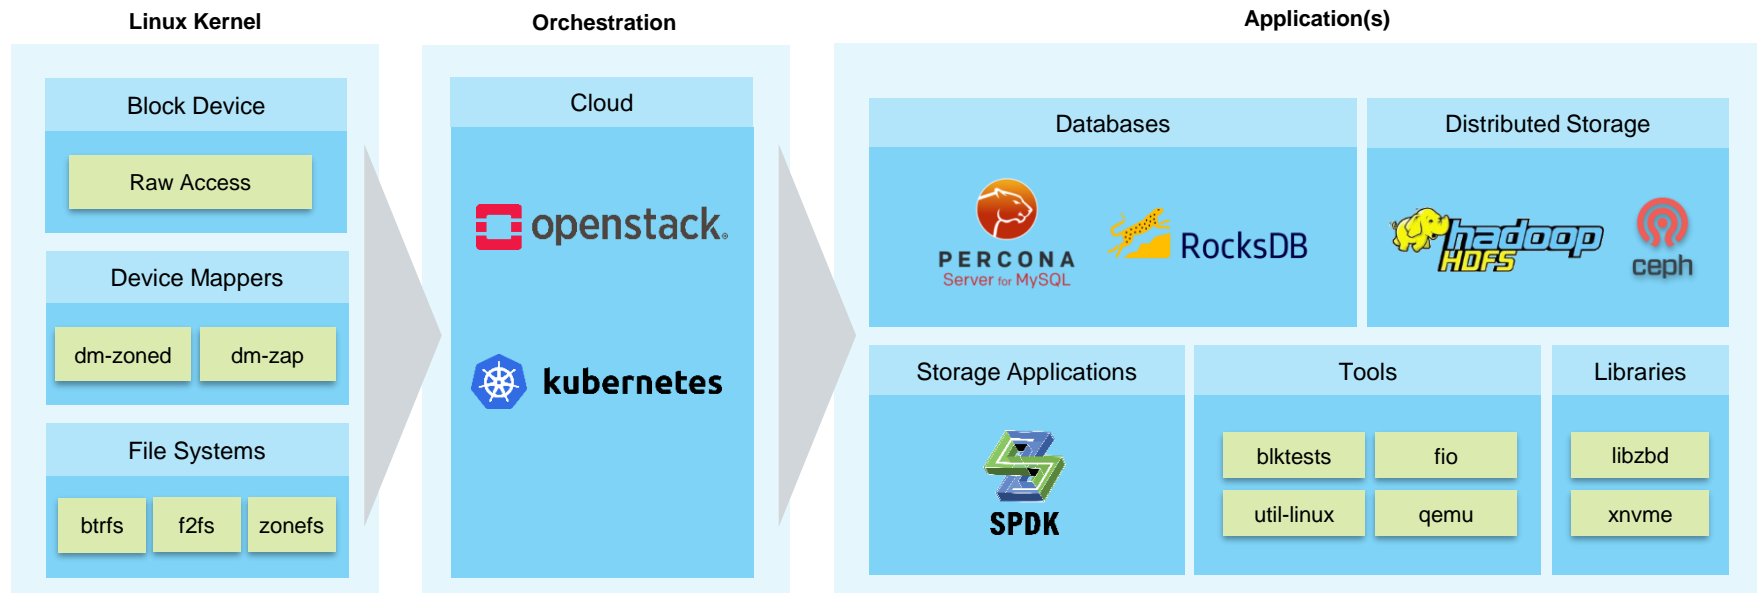 Linux Kernel
Orchestration
Application(s)
Block Device
Raw Access
Device Mappers
dm-zoned
dm-zap
File Systems
btrfs
f2fs
zonefs
Cloud
openstack.
kubernetes
Databases
PERCONA
Server for MySQL
RocksDB
Distributed Storage
hadoop
HDFS
ceph
Storage Applications
SPDK
Tools
blktests
fio
util-linux
qemu
Libraries
libzbd
xnvme